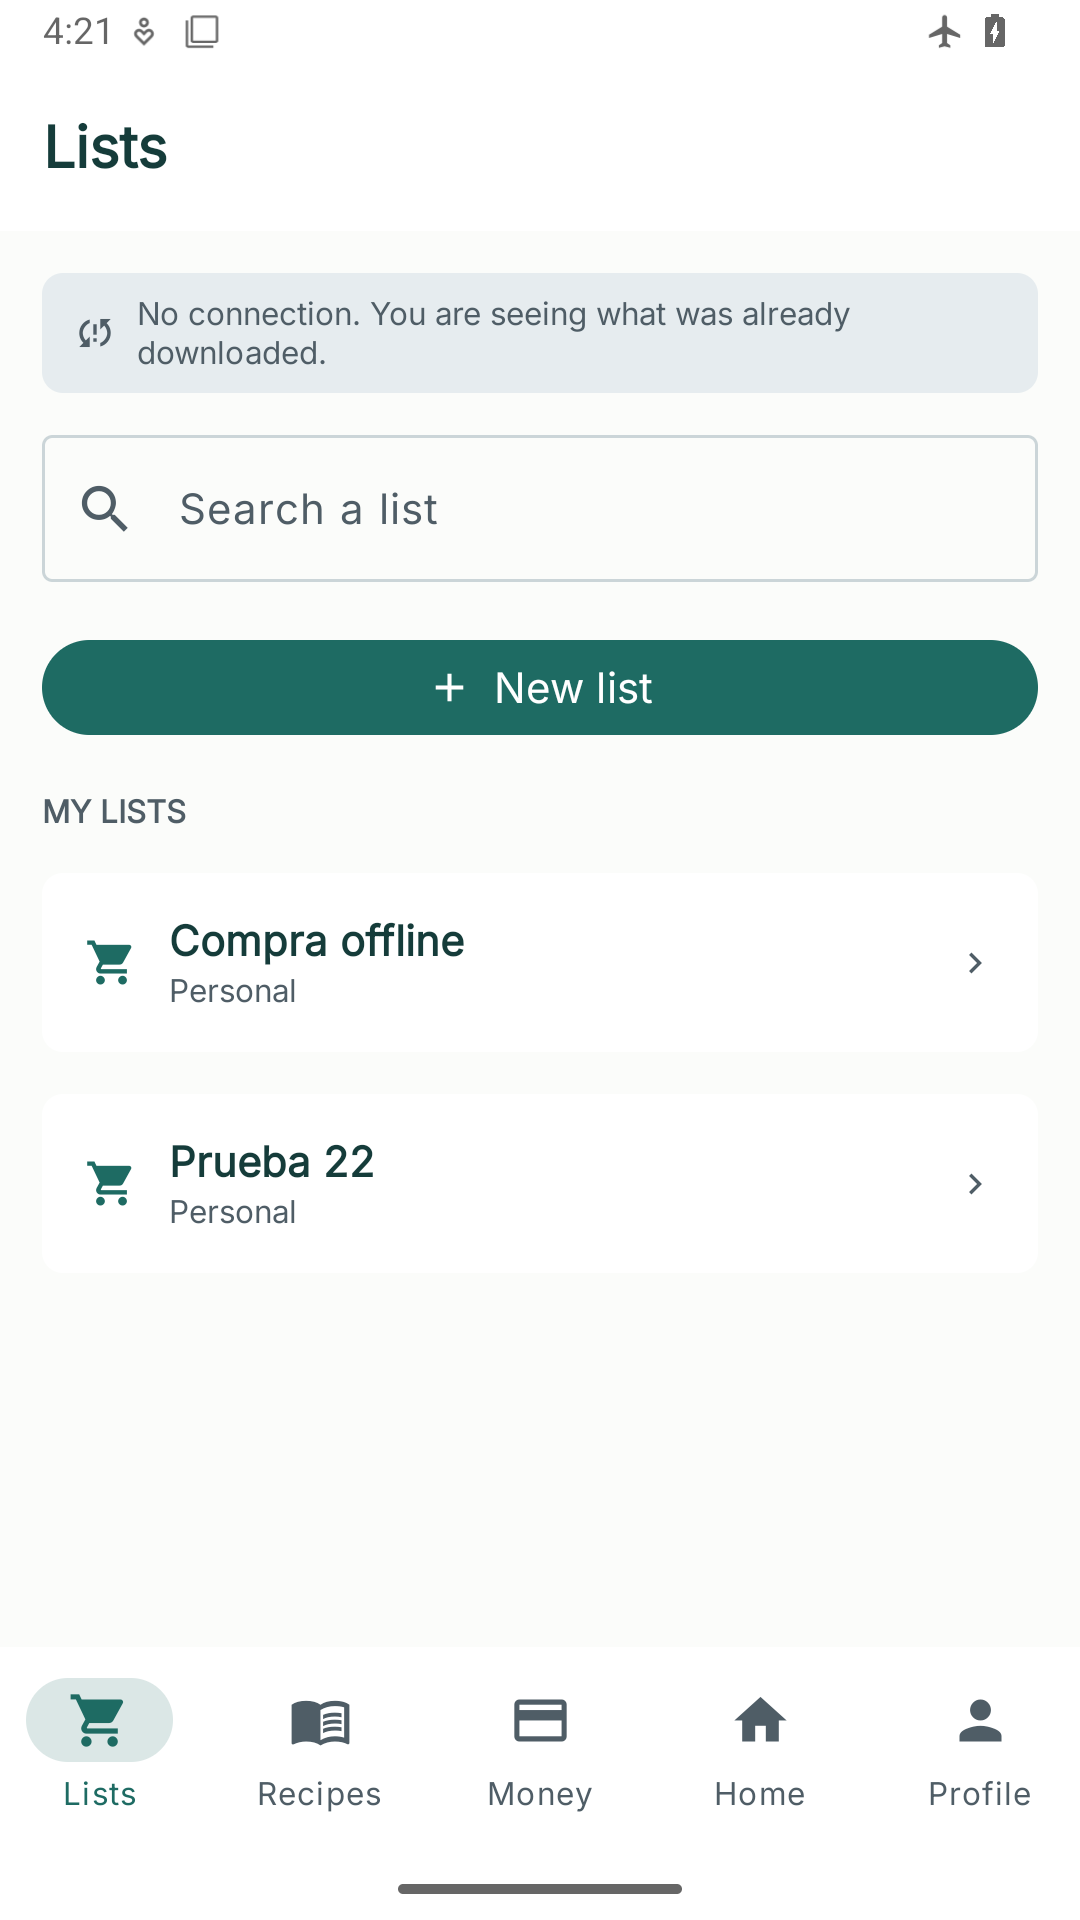 4:21
Lists
No connection. You are seeing what was already
downloaded.
Search a list
New list
MY LISTS
Compra offline
Personal
Prueba 22
Personal
Lists
Recipes
Money
Home
Profile